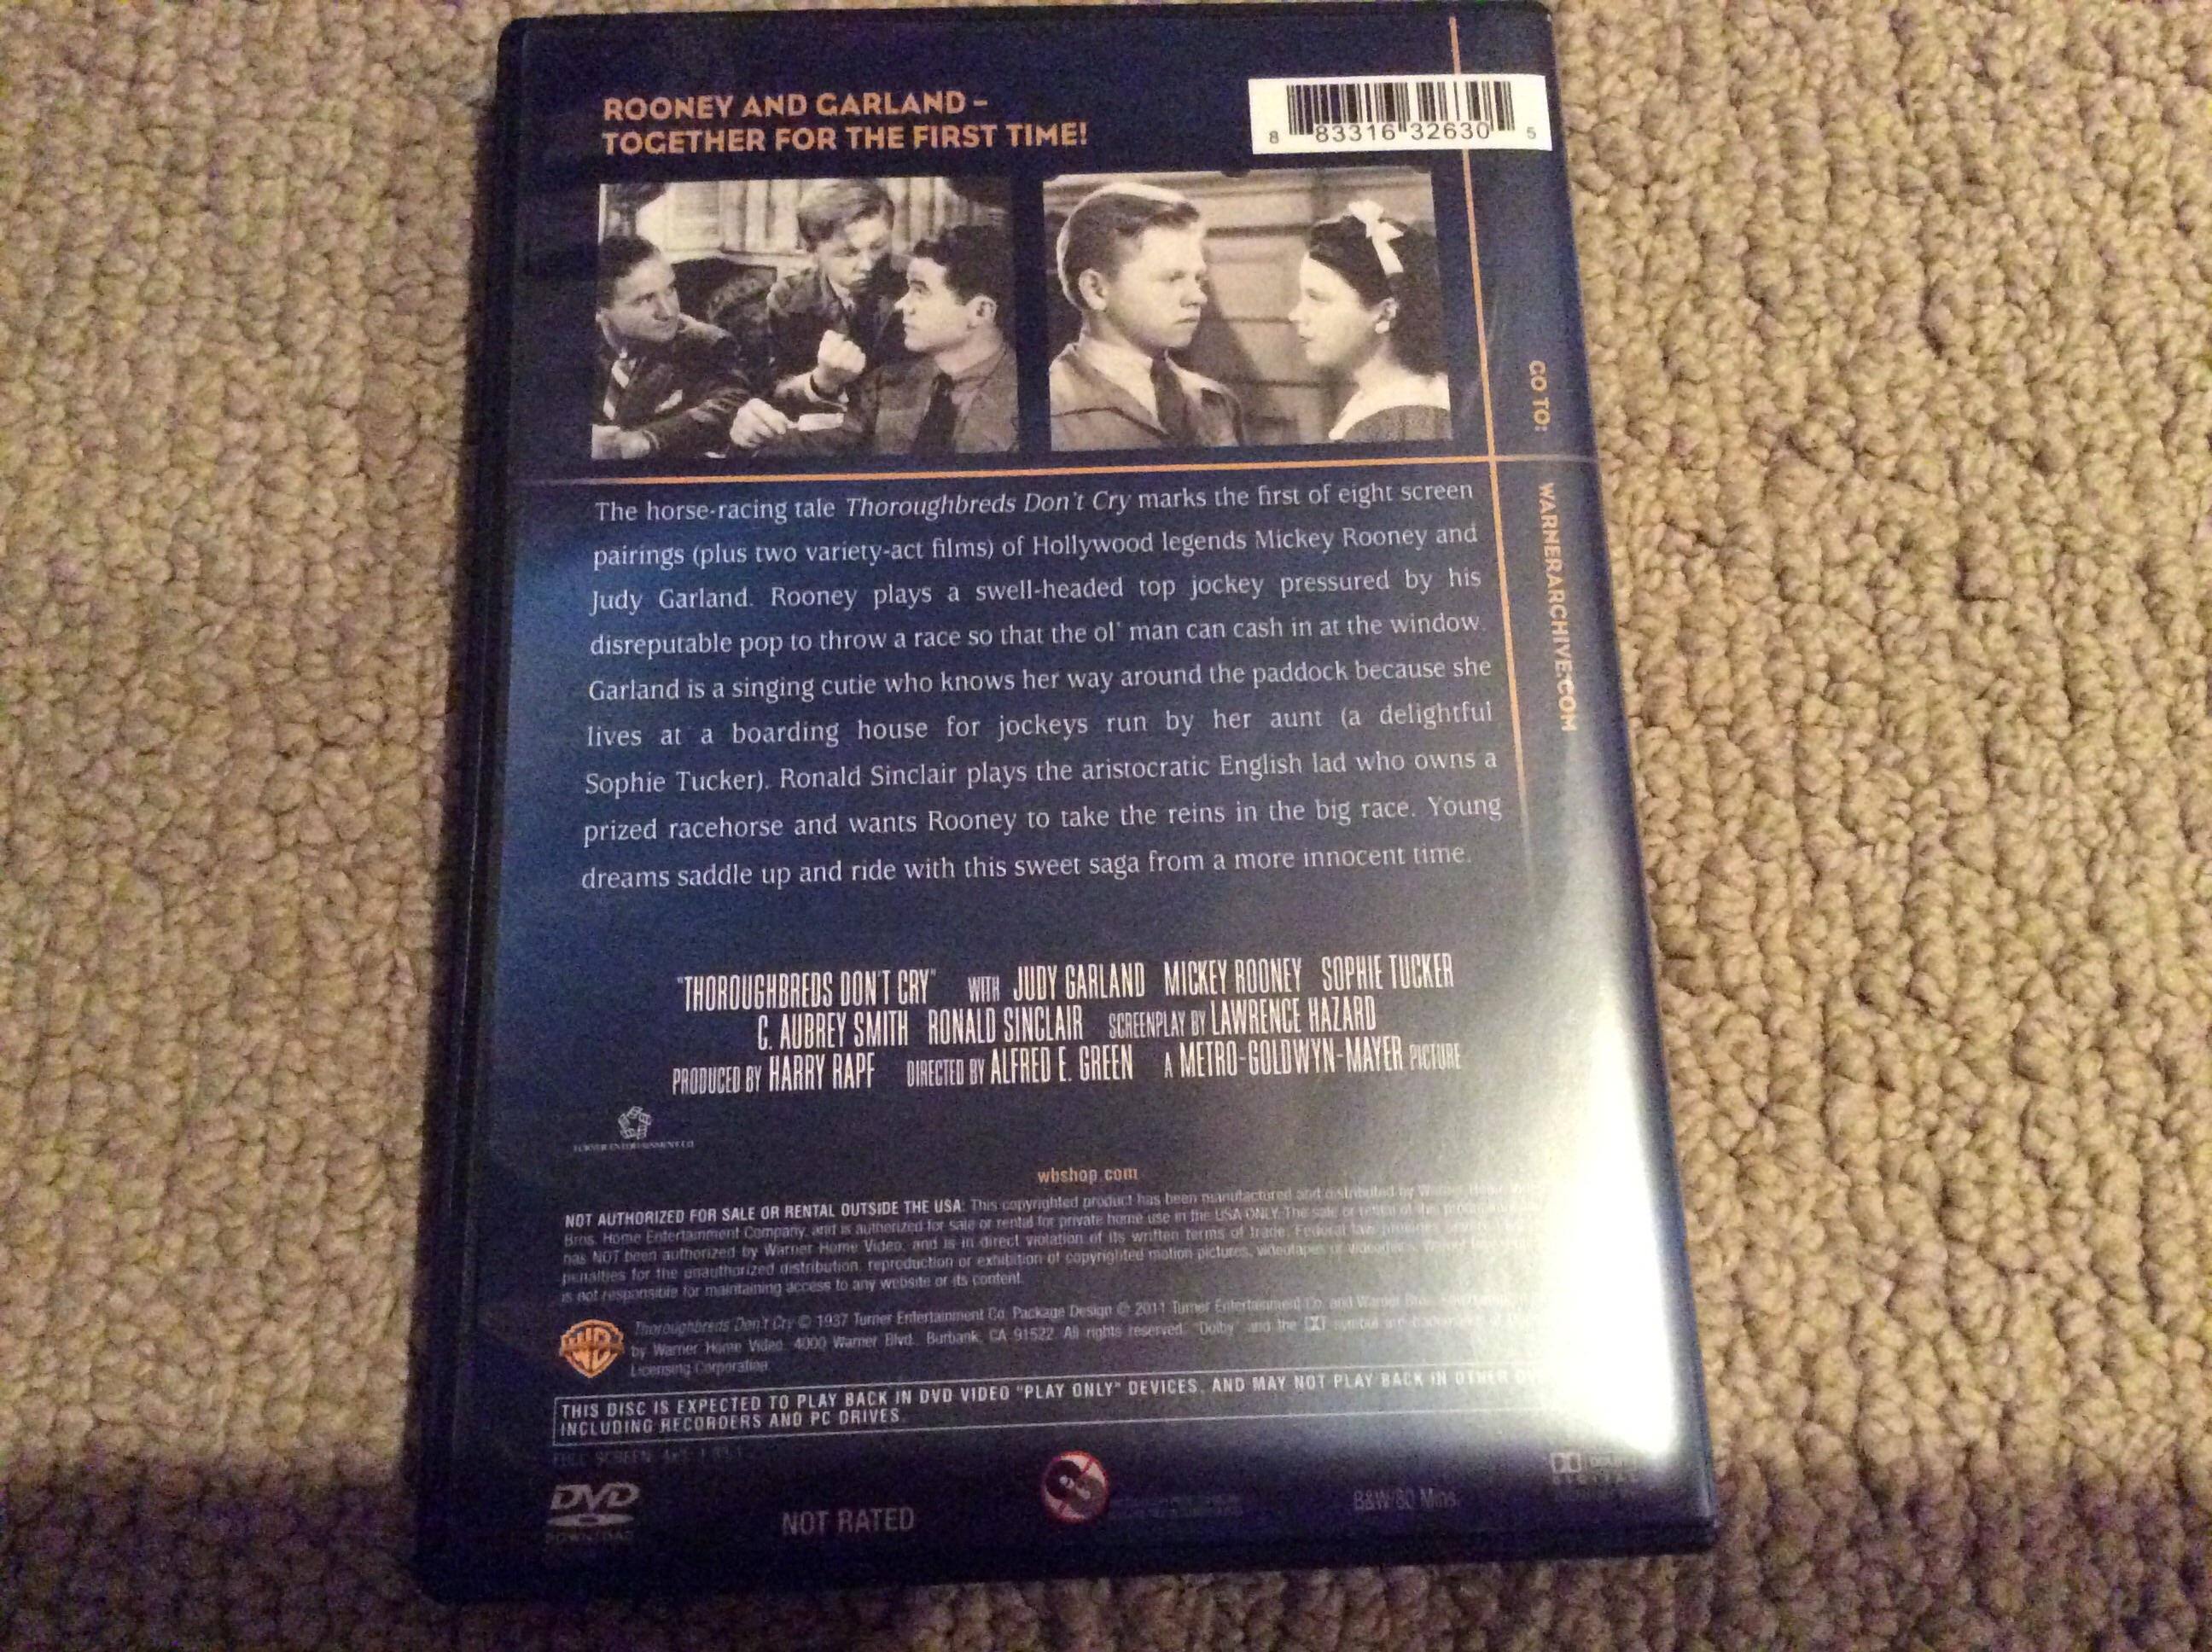 ROONEY AND GARLAND –
TOGETHER FOR THE FIRST TIME!
8 83316 32630 5
The horse-racing tale Thoroughbreds Don't Cry marks the first of eight screen
pairings (plus two variety-act films) of Hollywood legends Mickey Rooney and
Judy Garland. Rooney plays a swell-headed top jockey pressured by his
disreputable pop to throw a race so that the ol' man can cash in at the window.
Garland is a singing cutie who knows her way around the paddock because she
lives at a boarding house for jockeys run by her aunt (a delightful
Sophie Tucker). Ronald Sinclair plays the aristocratic English lad who owns a
prized racehorse and wants Rooney to take the reins in the big race. Young
dreams saddle up and ride with this sweet saga from a more innocent time.
GO TO: WARNERARCHIVE.COM
"THOROUGHBREDS DON'T CRY" WITH JUDY GARLAND MICKEY ROONEY SOPHIE TUCKER
C. AUBREY SMITH RONALD SINCLAIR SCREENPLAY BY LAWRENCE HAZARD
PRODUCED BY HARRY RAPF DIRECTED BY ALFRED E. GREEN A METRO-GOLDWYN-MAYER PICTURE
TURNER ENTERTAINMENT CO.
wbshop.com
NOT AUTHORIZED FOR SALE OR RENTAL OUTSIDE THE USA: This copyrighted product has been manufactured and distributed by Warner Home
Bros. Home Entertainment Company, and is authorized for sale or rental for private home use in the USA ONLY. The sale or rental of this
has NOT been authorized by Warner Home Video, and is in direct violation of its written terms of trade. Federal law provides
penalties for the unauthorized distribution, reproduction or exhibition of copyrighted motion pictures, videotapes or videodiscs.
is not responsible for maintaining access to any website or its content.
Thoroughbreds Don't Cry © 1937 Turner Entertainment Co. Package Design © 2011 Turner Entertainment Co. and Warner Bros.
by Warner Home Video, 4000 Warner Blvd., Burbank, CA 91522. All rights reserved. "Dolby" and the symbol are trademarks of
Licensing Corporation.
THIS DISC IS EXPECTED TO PLAY BACK IN DVD VIDEO "PLAY ONLY" DEVICES, AND MAY NOT PLAY BACK IN OTHER
INCLUDING RECORDERS AND PC DRIVES.
FULL SCREEN
DVD
DOWNLOAD
NOT RATED
B&W/80 Mins.